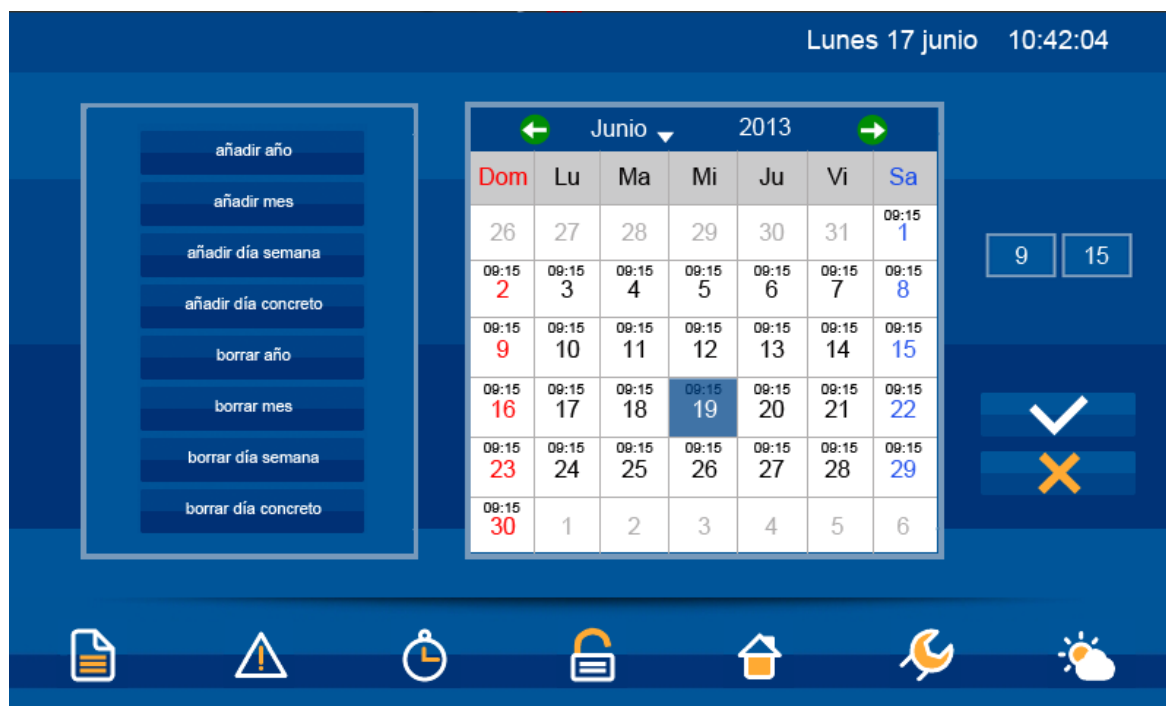 Lunes 17 junio 10:42:04
añadir año
añadir mes
añadir día semana
añadir día concreto
borrar año
borrar mes
borrar día semana
borrar día concreto
Junio 2013
Dom Lu Ma Mi Ju Vi Sa
09:15
26 27 28 29 30 31 1
09:15 09:15 09:15 09:15 09:15 09:15 09:15
2 3 4 5 6 7 8
09:15 09:15 09:15 09:15 09:15 09:15 09:15
9 10 11 12 13 14 15
09:15 09:15 09:15 09:15 09:15 09:15 09:15
16 17 18 19 20 21 22
09:15 09:15 09:15 09:15 09:15 09:15 09:15
23 24 25 26 27 28 29
09:15
30 1 2 3 4 5 6
9 15